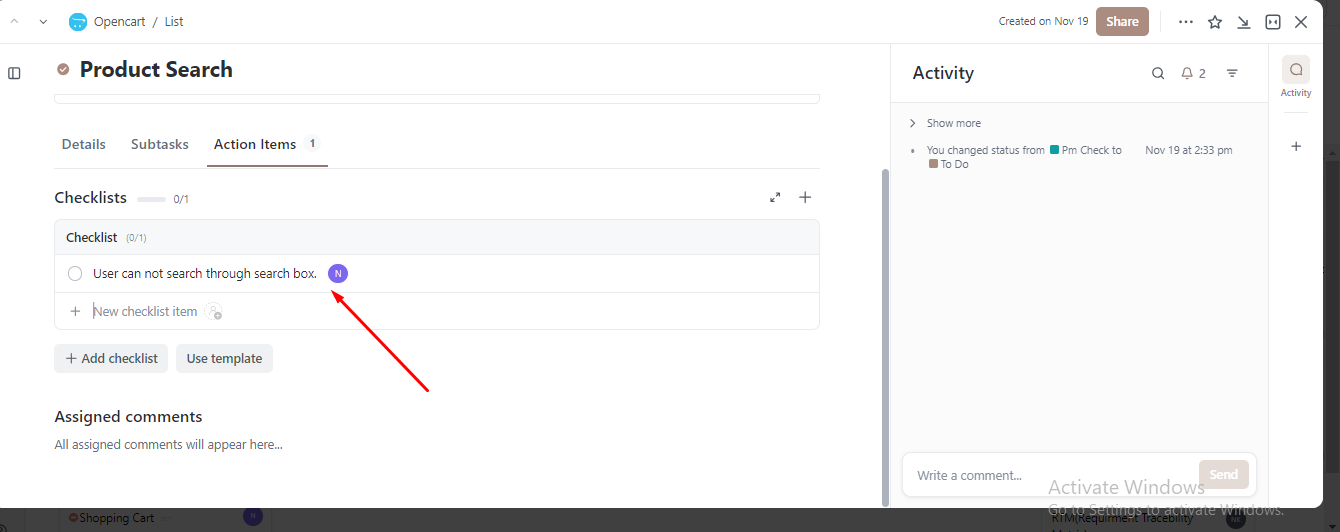 Opencart / List
Created on Nov 19
Share
Product Search
Details
Subtasks
Action Items 1
Checklists 0/1
Checklist (0/1)
User can not search through search box. N
New checklist item
+ Add checklist
Use template
Assigned comments
All assigned comments will appear here...
Activity
2
Show more
You changed status from Pm Check to
To Do
Nov 19 at 2:33 pm
Write a comment...
Send
Activity
Activate Windows
Go to Settings to activate Windows.
Shopping Cart
N
RTM(Requirment Tracebility